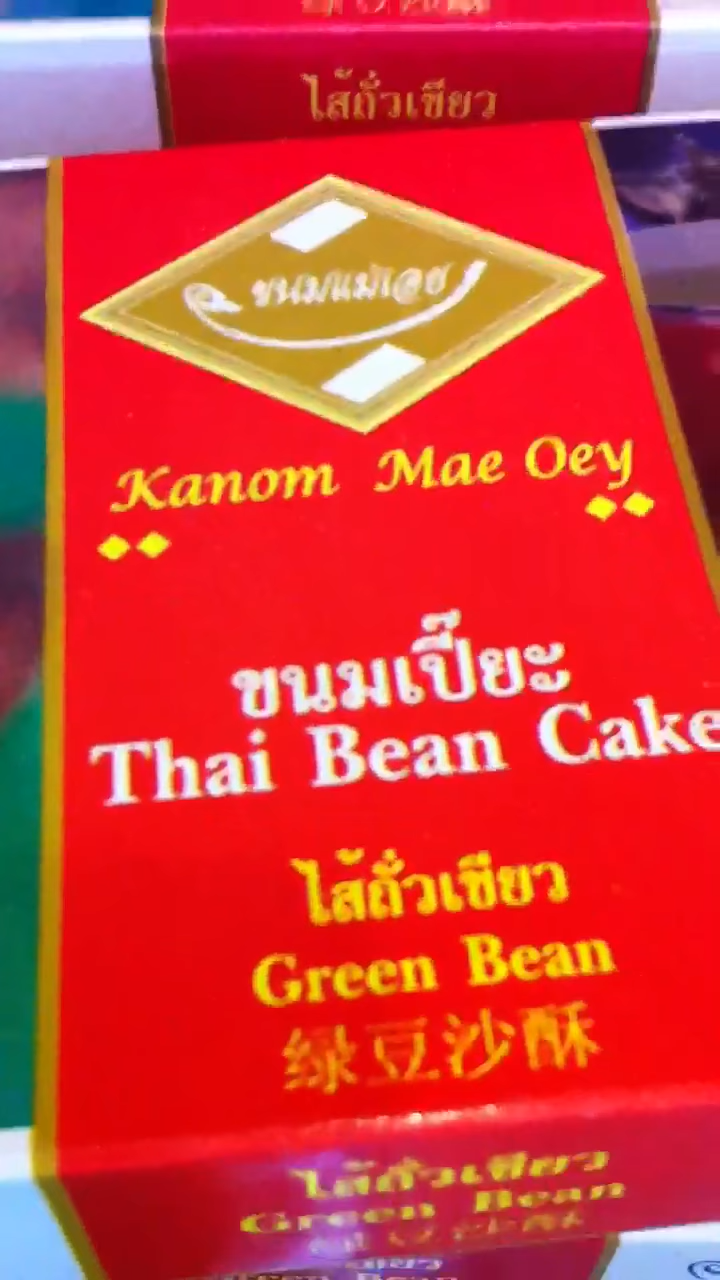 ไส้ถั่วเขียว
ขนมแม่เอย
Kanom Mae Oey
ขนมเปี๊ยะ
Thai Bean Cake
ไส้ถั่วเขียว
Green Bean
绿豆沙酥
ไส้ถั่วเขียว
Green Bean
Green Bean